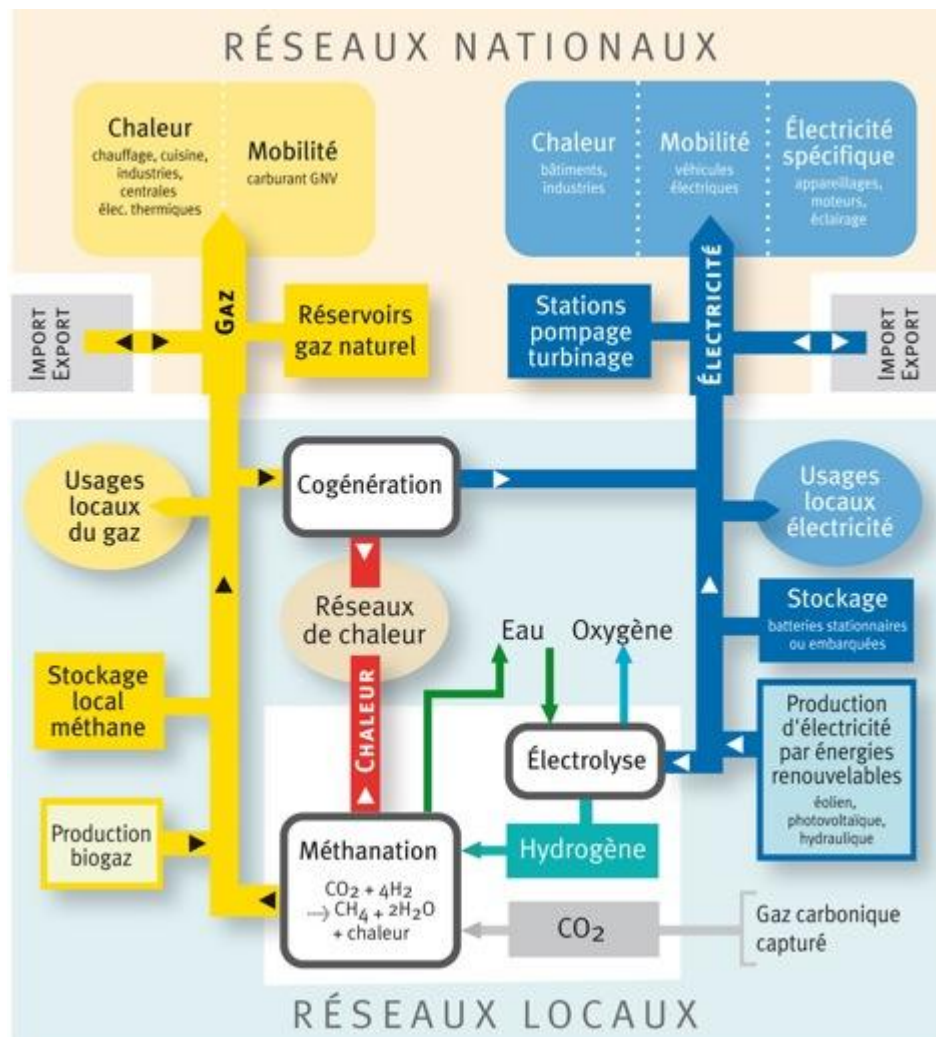 RÉSEAUX NATIONAUX
Chaleur
chauffage, cuisine,
industries,
centrales
élec. thermiques
Mobilité
carburant GNV
Chaleur
bâtiments,
industries
Mobilité
véhicules
électriques
Électricité
spécifique
appareillages,
moteurs,
éclairage
IMPORT
EXPORT
GAZ
Réservoirs
gaz naturel
Stations
pompage
turbinage
ÉLECTRICITÉ
IMPORT
EXPORT
Usages
locaux
du gaz
Cogénération
Usages
locaux
électricité
Réseaux
de chaleur
Eau
Oxygène
Stockage
batteries stationnaires
ou embarquées
Stockage
local
méthane
CHALEUR
Électrolyse
Production
d'électricité
par énergies
renouvelables
éolien,
photovoltaïque,
hydraulique
Production
biogaz
Méthanation
CO2 + 4H2
→ CH4 + 2H2O
+ chaleur
Hydrogène
CO2
Gaz carbonique
capturé
RÉSEAUX LOCAUX